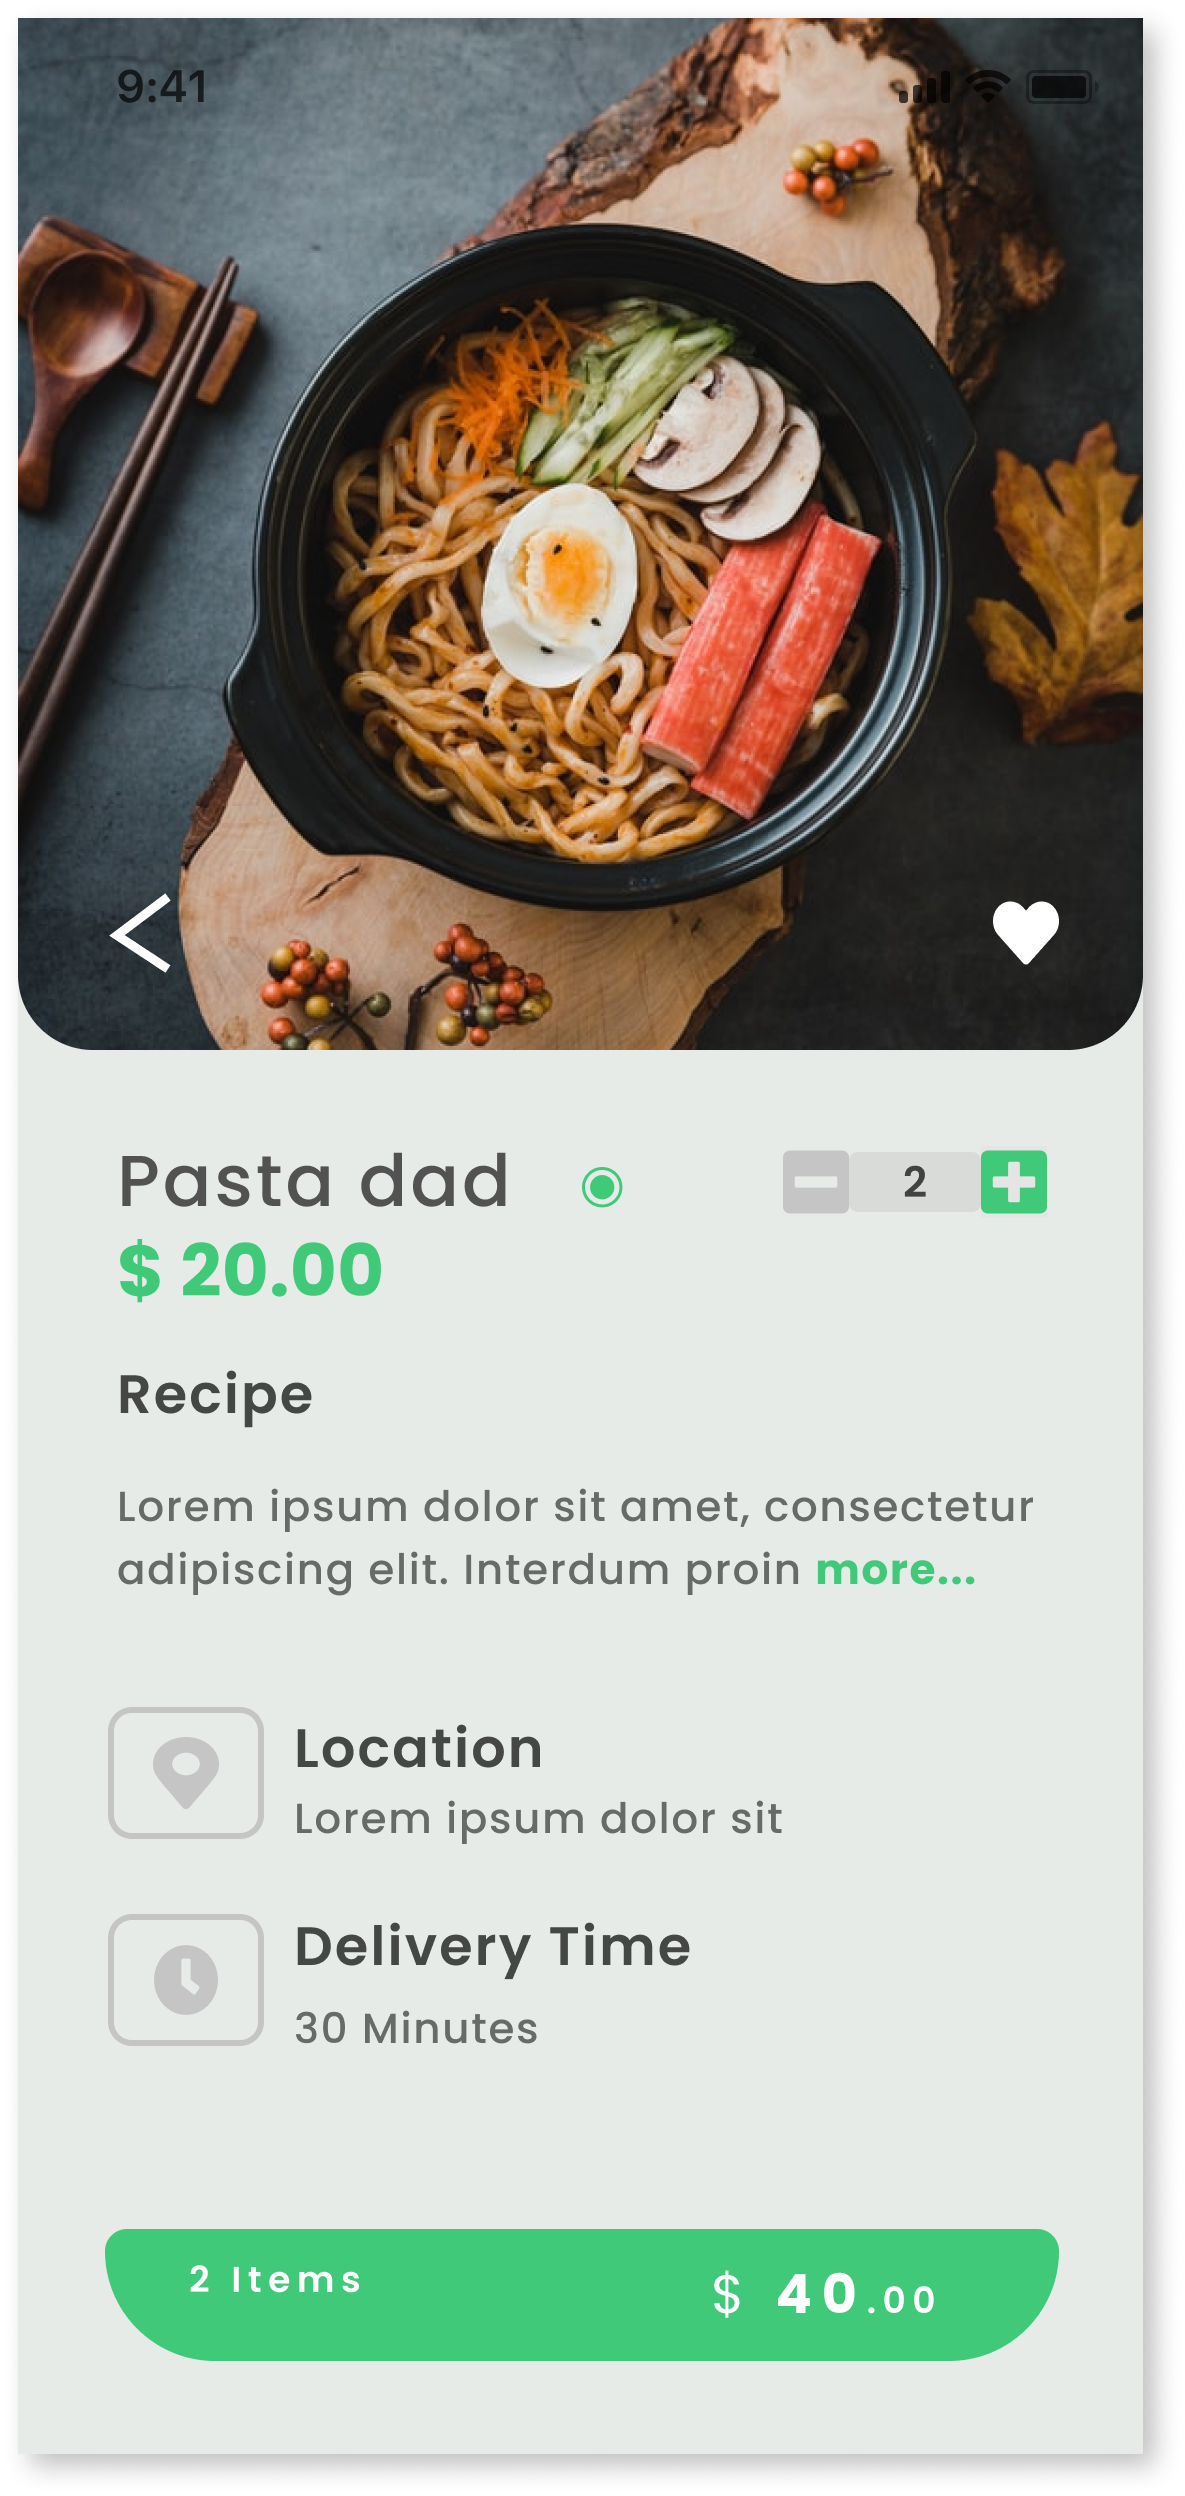 9:41
Pasta dad
2
$ 20.00
Recipe
Lorem ipsum dolor sit amet, consectetur
adipiscing elit. Interdum proin more...
Location
Lorem ipsum dolor sit
Delivery Time
30 Minutes
2 Items
$ 40.00